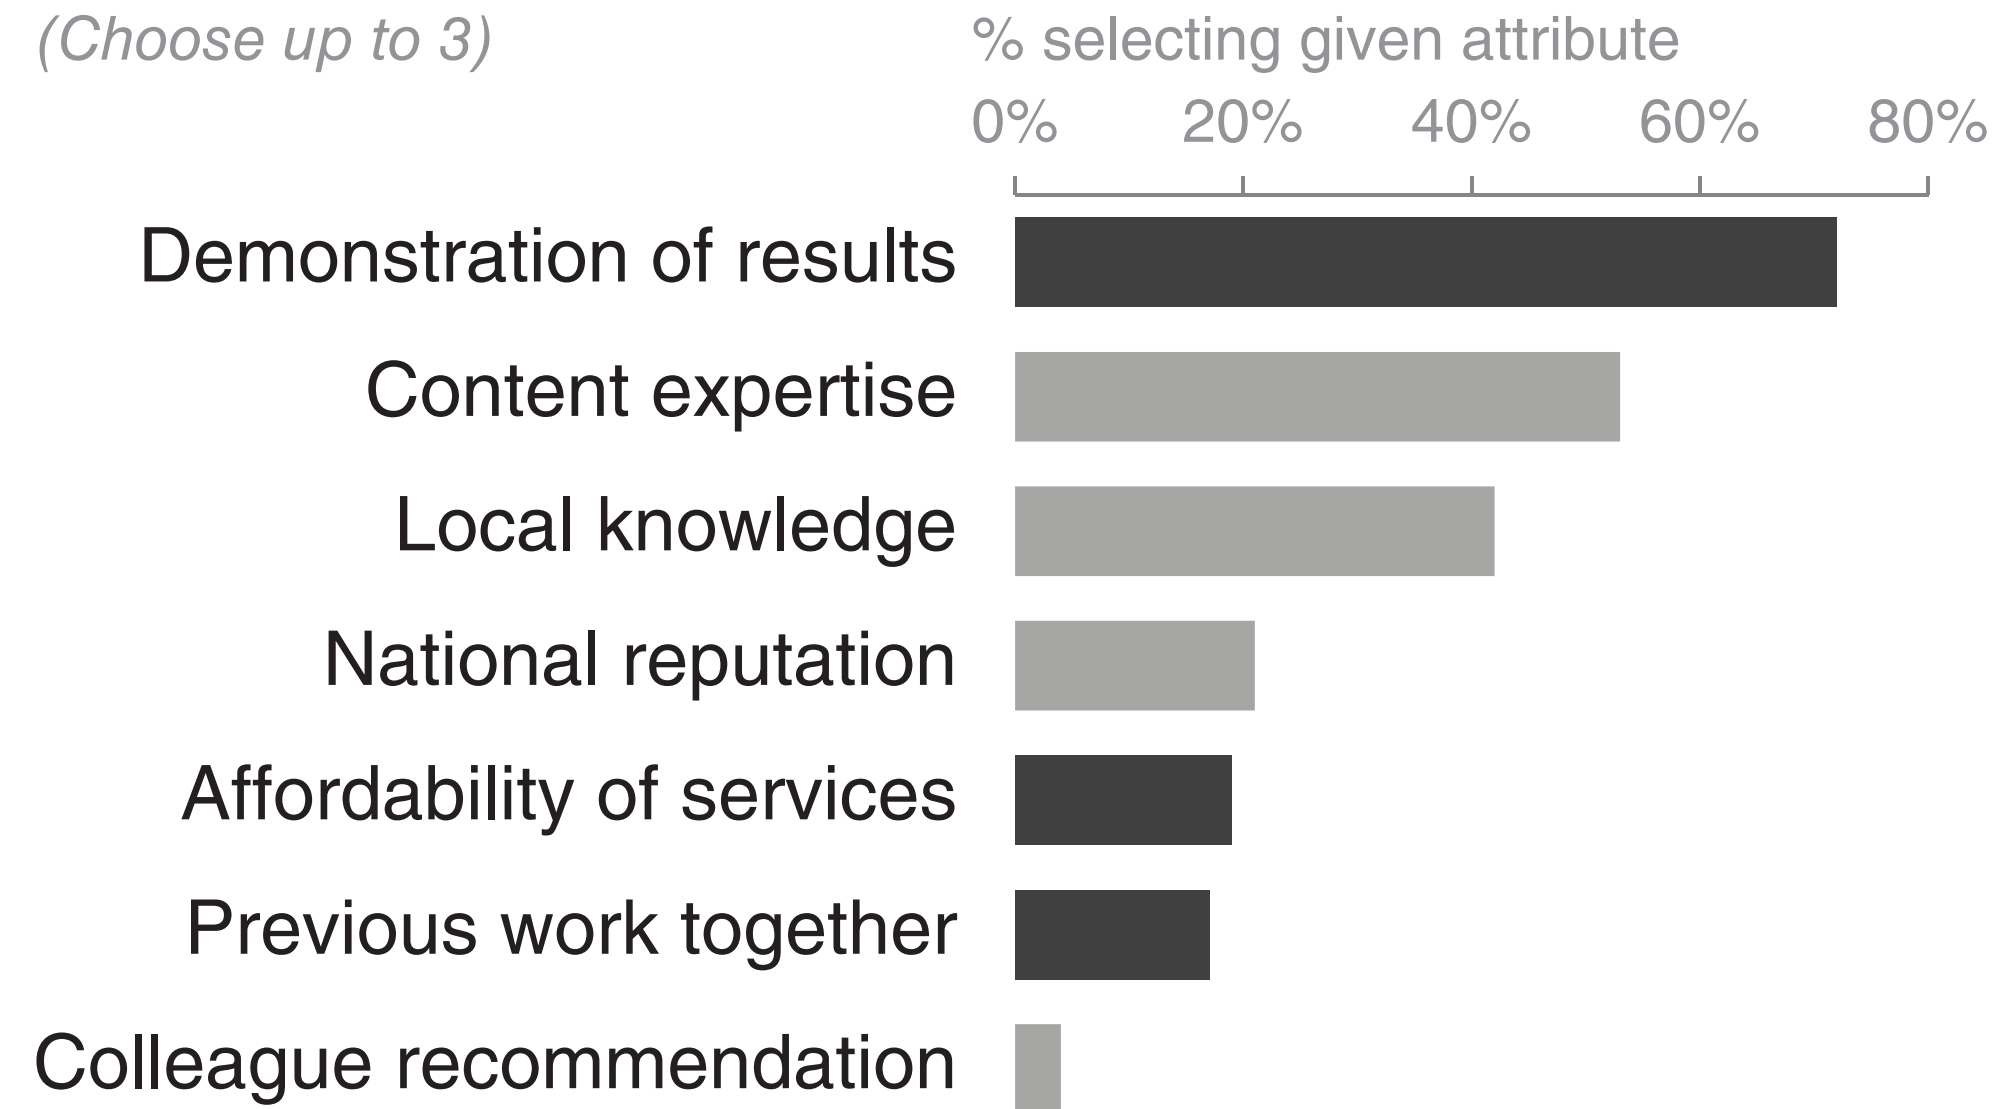 (Choose up to 3)
% selecting given attribute
0% 20% 40% 60% 80%
Demonstration of results
Content expertise
Local knowledge
National reputation
Affordability of services
Previous work together
Colleague recommendation